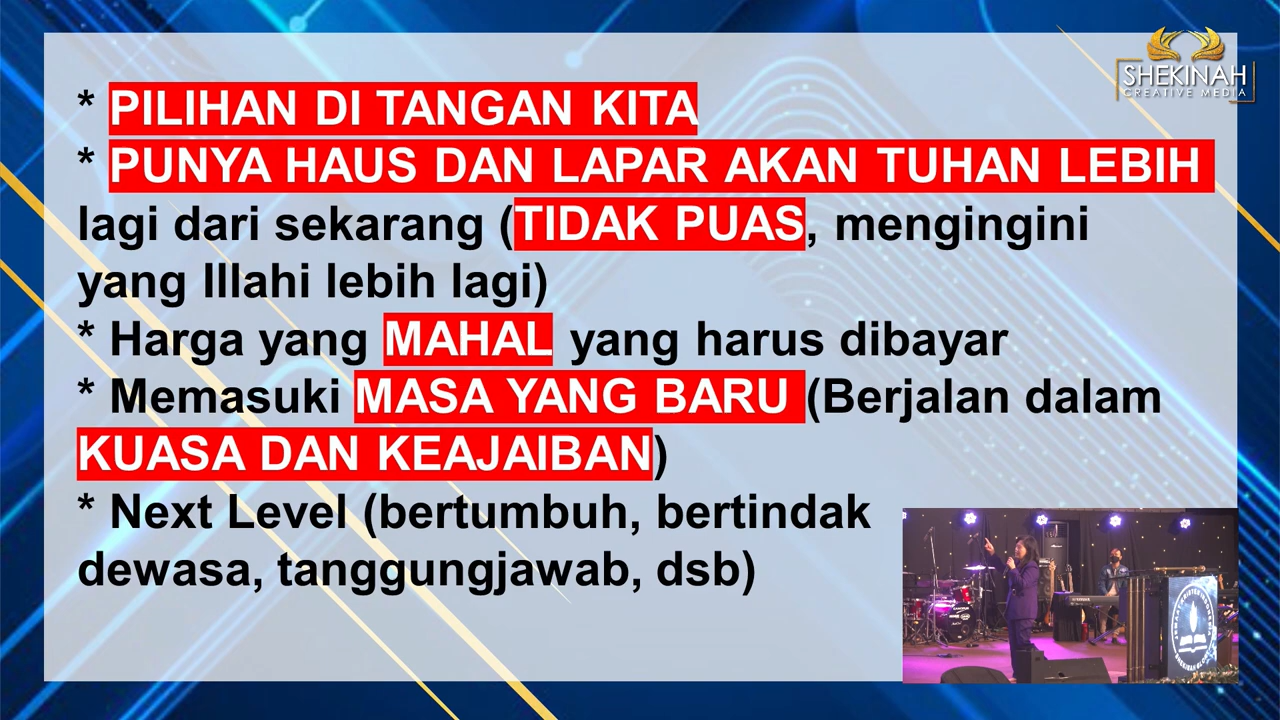 * PILIHAN DI TANGAN KITA
* PUNYA HAUS DAN LAPAR AKAN TUHAN LEBIH
lagi dari sekarang (TIDAK PUAS, mengingini
yang Illahi lebih lagi)
* Harga yang MAHAL yang harus dibayar
* Memasuki MASA YANG BARU (Berjalan dalam
KUASA DAN KEAJAIBAN)
* Next Level (bertumbuh, bertindak
dewasa, tanggungjawab, dsb)
SHEKINAH
CREATIVE MEDIA